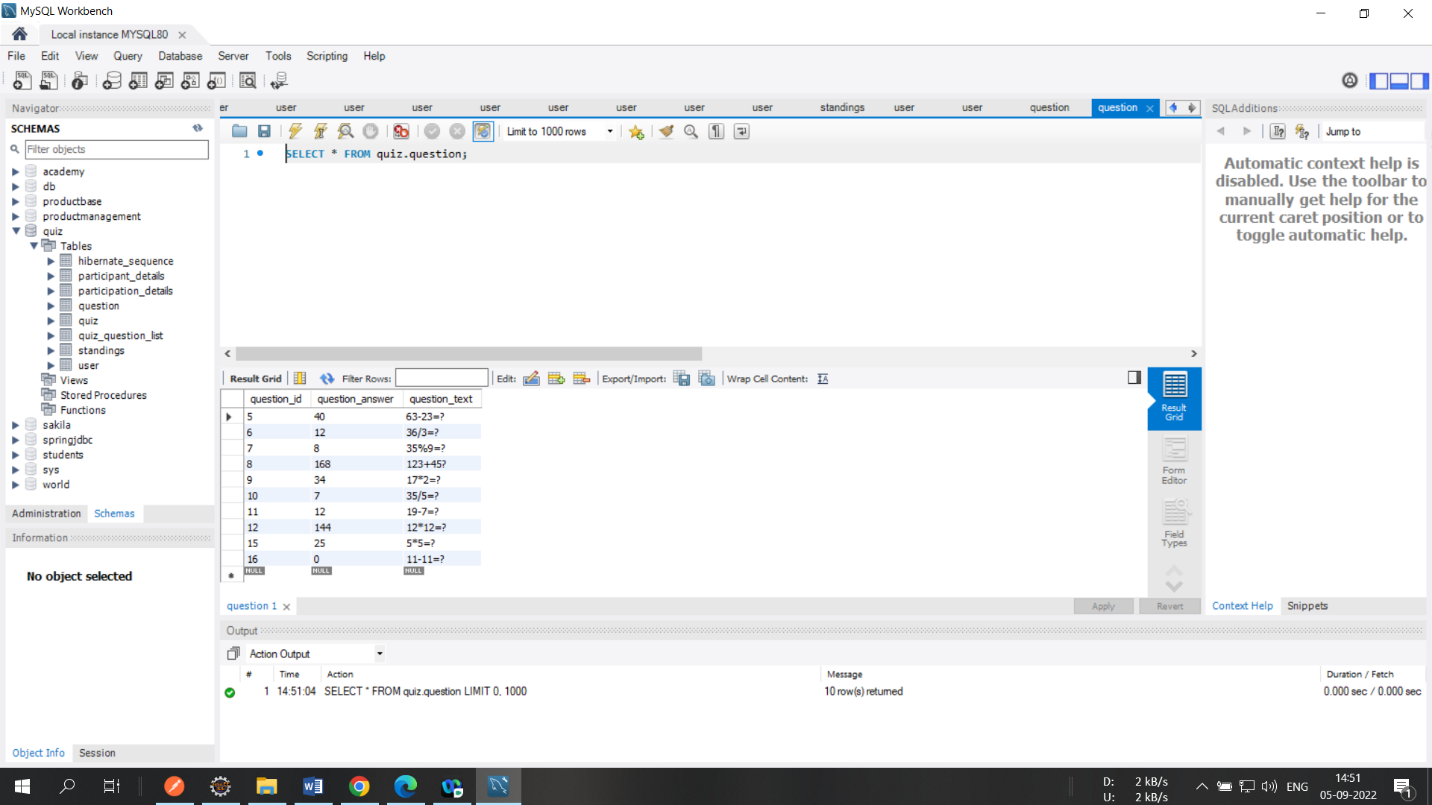 MySQL Workbench
Local instance MYSQL80
File Edit View Query Database Server Tools Scripting Help
Navigator
SCHEMAS
Filter objects
academy
db
productbase
productmanagement
quiz
Tables
hibernate_sequence
participant_details
participation_details
question
quiz
quiz_question_list
standings
user
Views
Stored Procedures
Functions
sakila
springjdbc
students
sys
world
Administration Schemas
Information
No object selected
Object Info Session
er user user user user user user user user standings user user question question
Limit to 1000 rows
1 SELECT * FROM quiz.question;
Result Grid Filter Rows: Edit: Export/Import: Wrap Cell Content:
question_id question_answer question_text
5 40 63-23=?
6 12 36/3=?
7 8 35%9=?
8 168 123+45?
9 34 17*2=?
10 7 35/5=?
11 12 19-7=?
12 144 12*12=?
15 25 5*5=?
16 0 11-11=?
NULL NULL NULL
Result
Grid
Form
Editor
Field
Types
question 1 Apply Revert
Output
Action Output
# Time Action Message Duration / Fetch
1 14:51:04 SELECT * FROM quiz.question LIMIT 0, 1000 10 row(s) returned 0.000 sec / 0.000 sec
SQLAdditions
Jump to
Automatic context help is
disabled. Use the toolbar to
manually get help for the
current caret position or to
toggle automatic help.
Context Help Snippets
D: 2 kB/s
U: 2 kB/s
ENG
14:51
05-09-2022
1